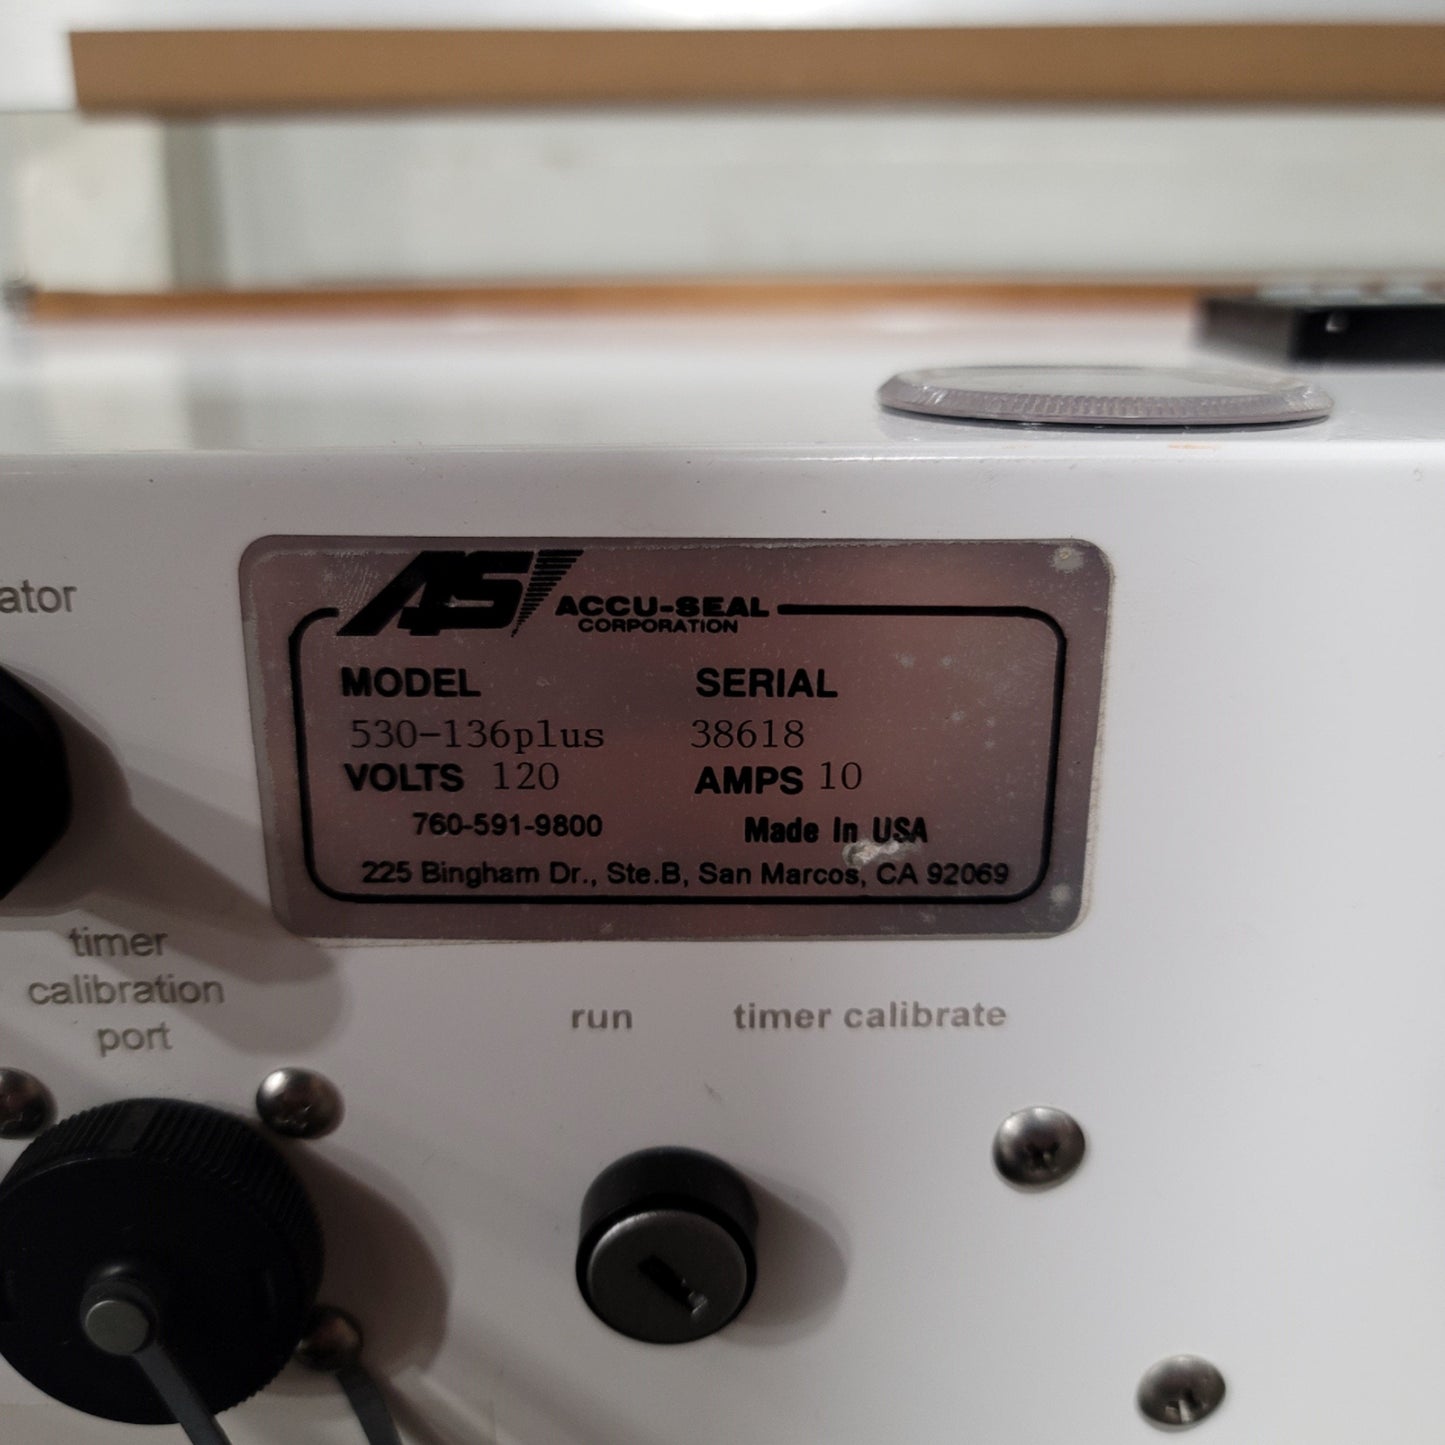 ator
AS
ACCU-SEAL
CORPORATION
MODEL SERIAL
530-136plus 38618
VOLTS 120 AMPS 10
760-591-9800 Made In USA
225 Bingham Dr., Ste.B, San Marcos, CA 92069
timer
calibration
port
run timer calibrate